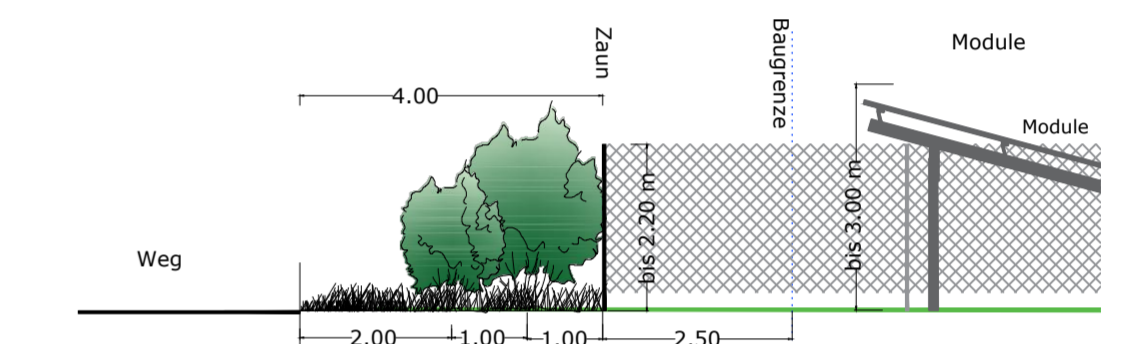 Module
Zaun
Baugrenze
4.00
Module
bis 2.20 m
bis 3.00 m
Weg
2.00
1.00
1.00
2.50